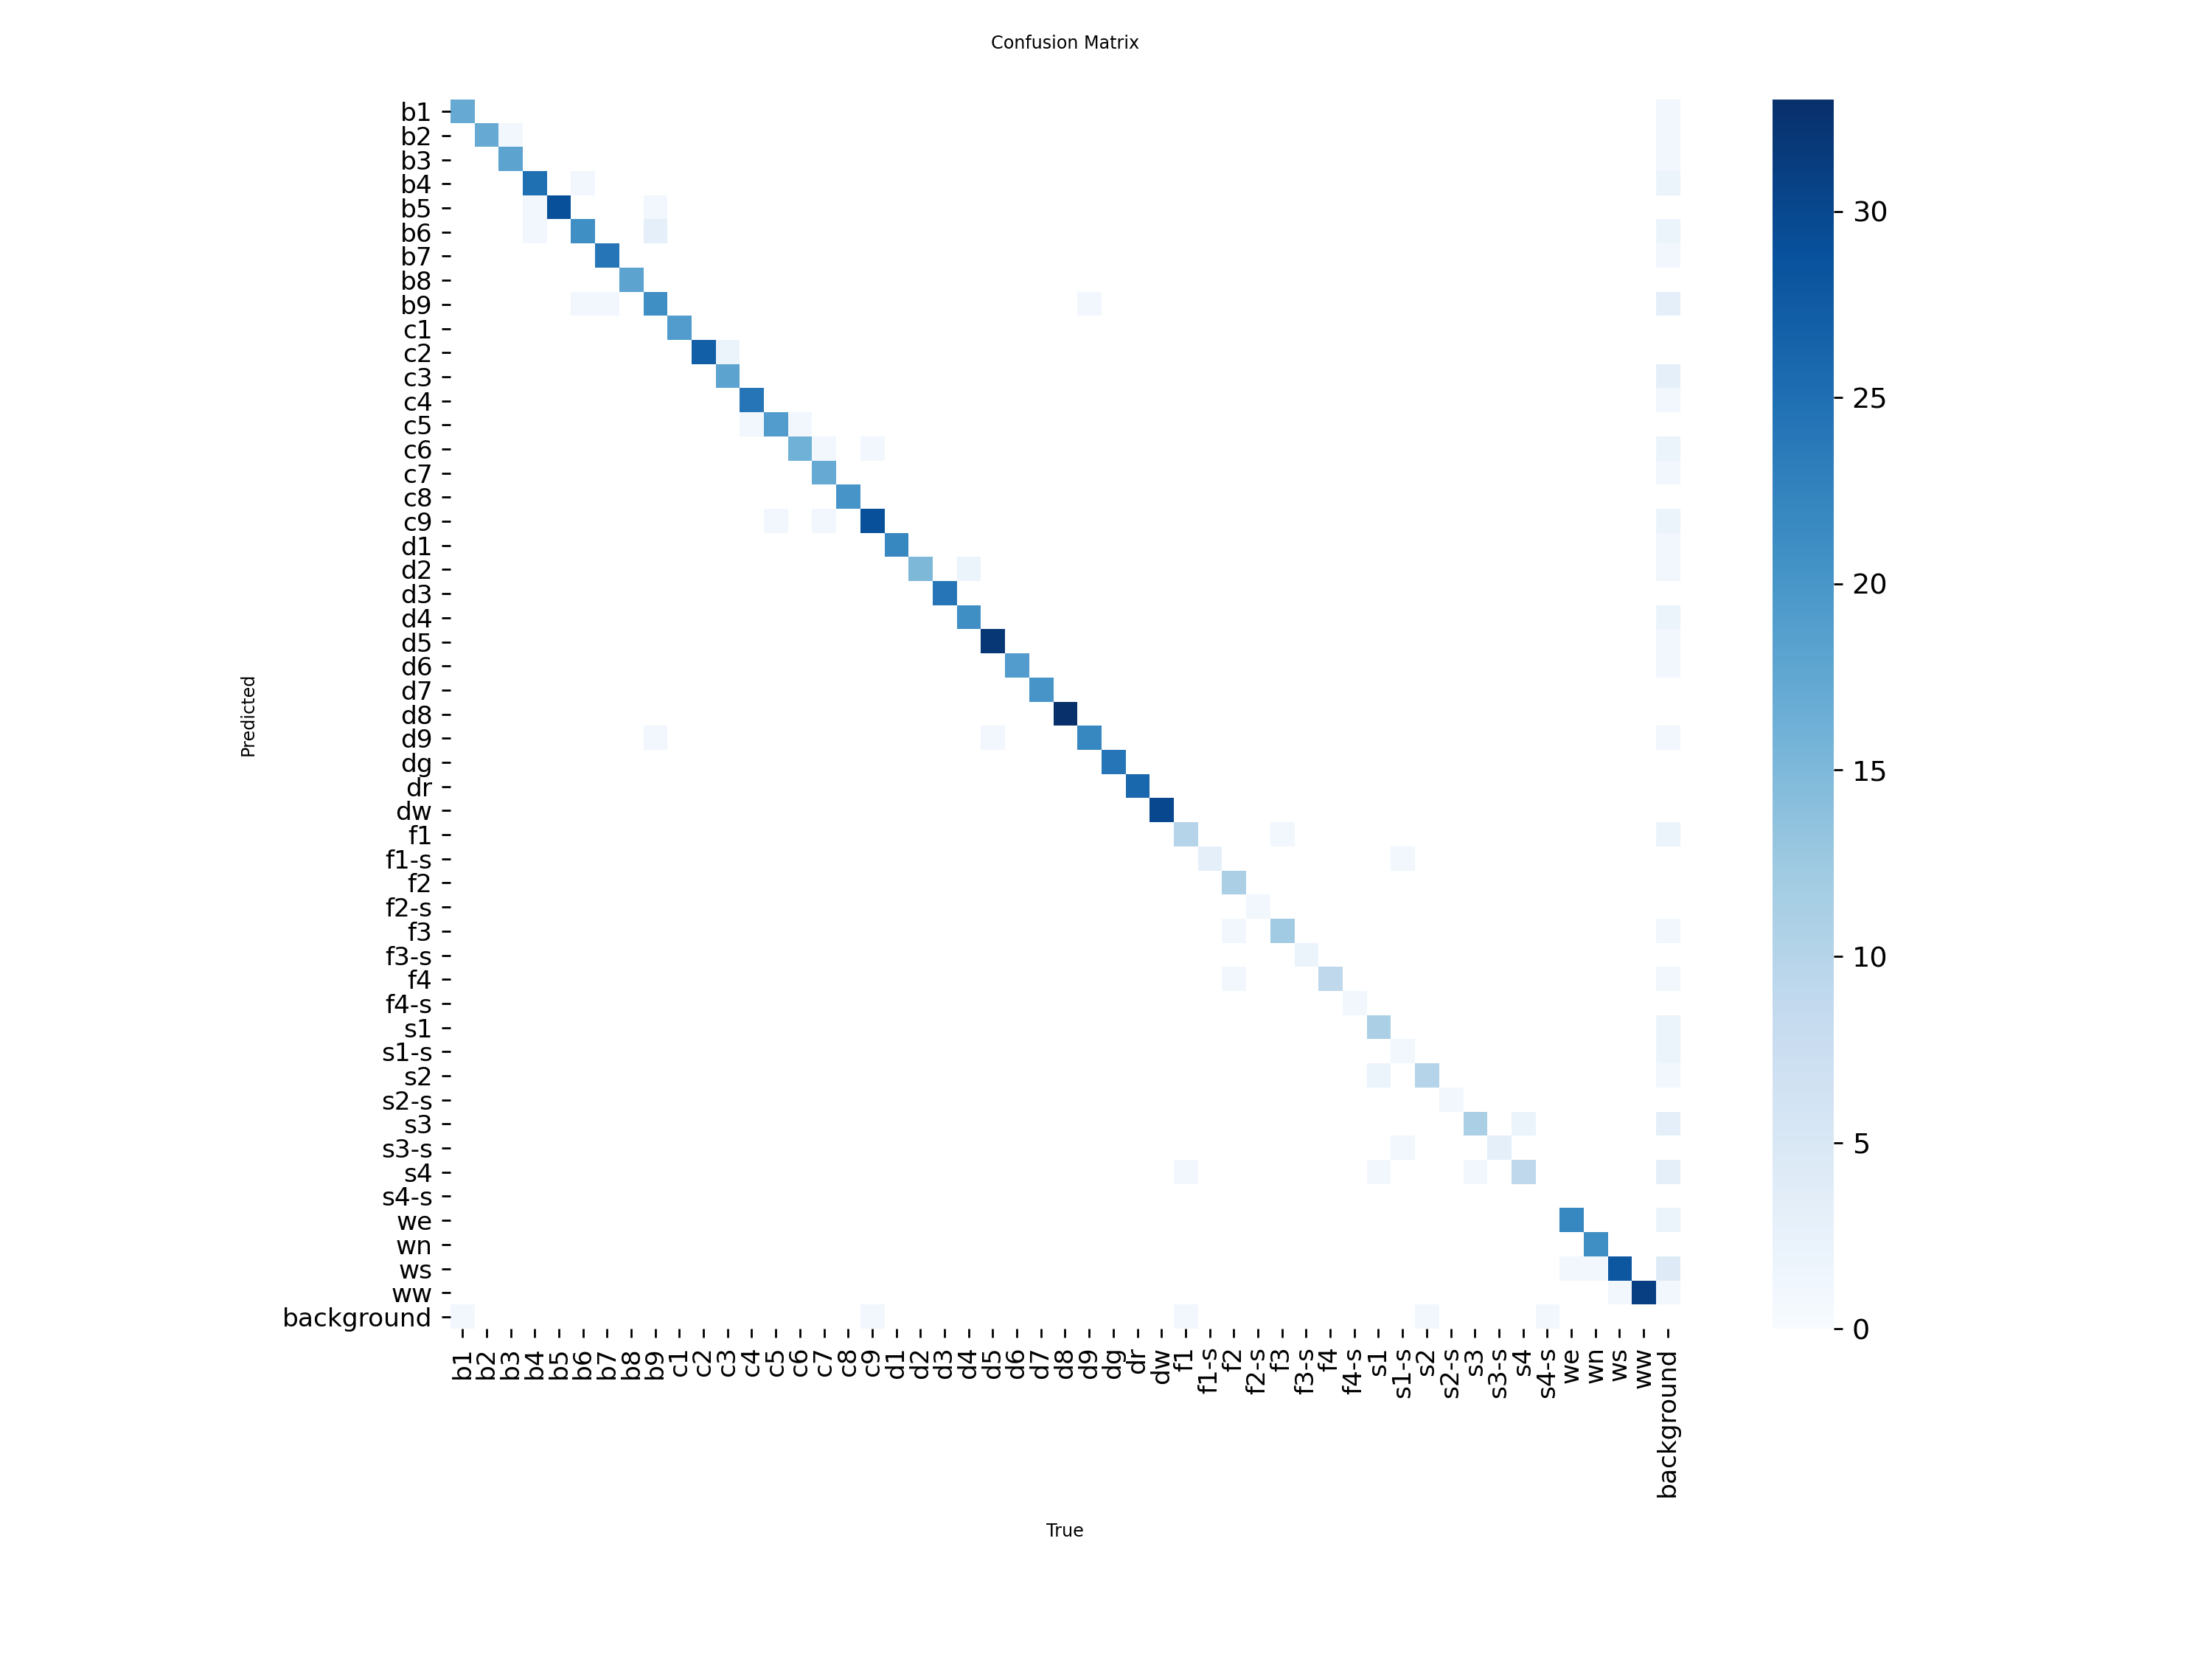 Confusion Matrix
b1
b2
b3
b4
b5
b6
b7
b8
b9
c1
c2
c3
c4
c5
c6
c7
c8
c9
d1
d2
d3
d4
d5
d6
d7
d8
d9
dg
dr
dw
f1
f1-s
f2
f2-s
f3
f3-s
f4
f4-s
s1
s1-s
s2
s2-s
s3
s3-s
s4
s4-s
we
wn
ws
ww
background
Predicted
b1 b2 b3 b4 b5 b6 b7 b8 b9 c1 c2 c3 c4 c5 c6 c7 c8 c9 d1 d2 d3 d4 d5 d6 d7 d8 d9 dg dr dw f1 f1-s f2 f2-s f3 f3-s f4 f4-s s1 s1-s s2 s2-s s3 s3-s s4 s4-s we wn ws ww background
True
30
25
20
15
10
5
0